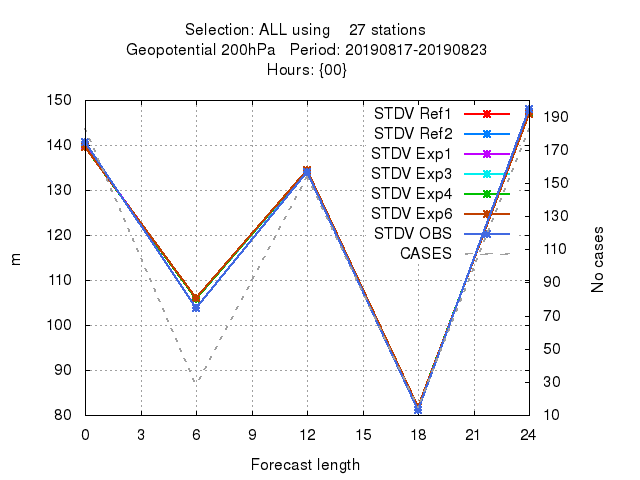 Selection: ALL using    27 stations
Geopotential 200hPa   Period: 20190817-20190823
Hours: {00}
150
140
130
120
110
100
90
80
m
190
170
150
130
110
90
70
50
30
10
No cases
STDV Ref1
STDV Ref2
STDV Exp1
STDV Exp3
STDV Exp4
STDV Exp6
STDV OBS
CASES
0 3 6 9 12 15 18 21 24
Forecast length